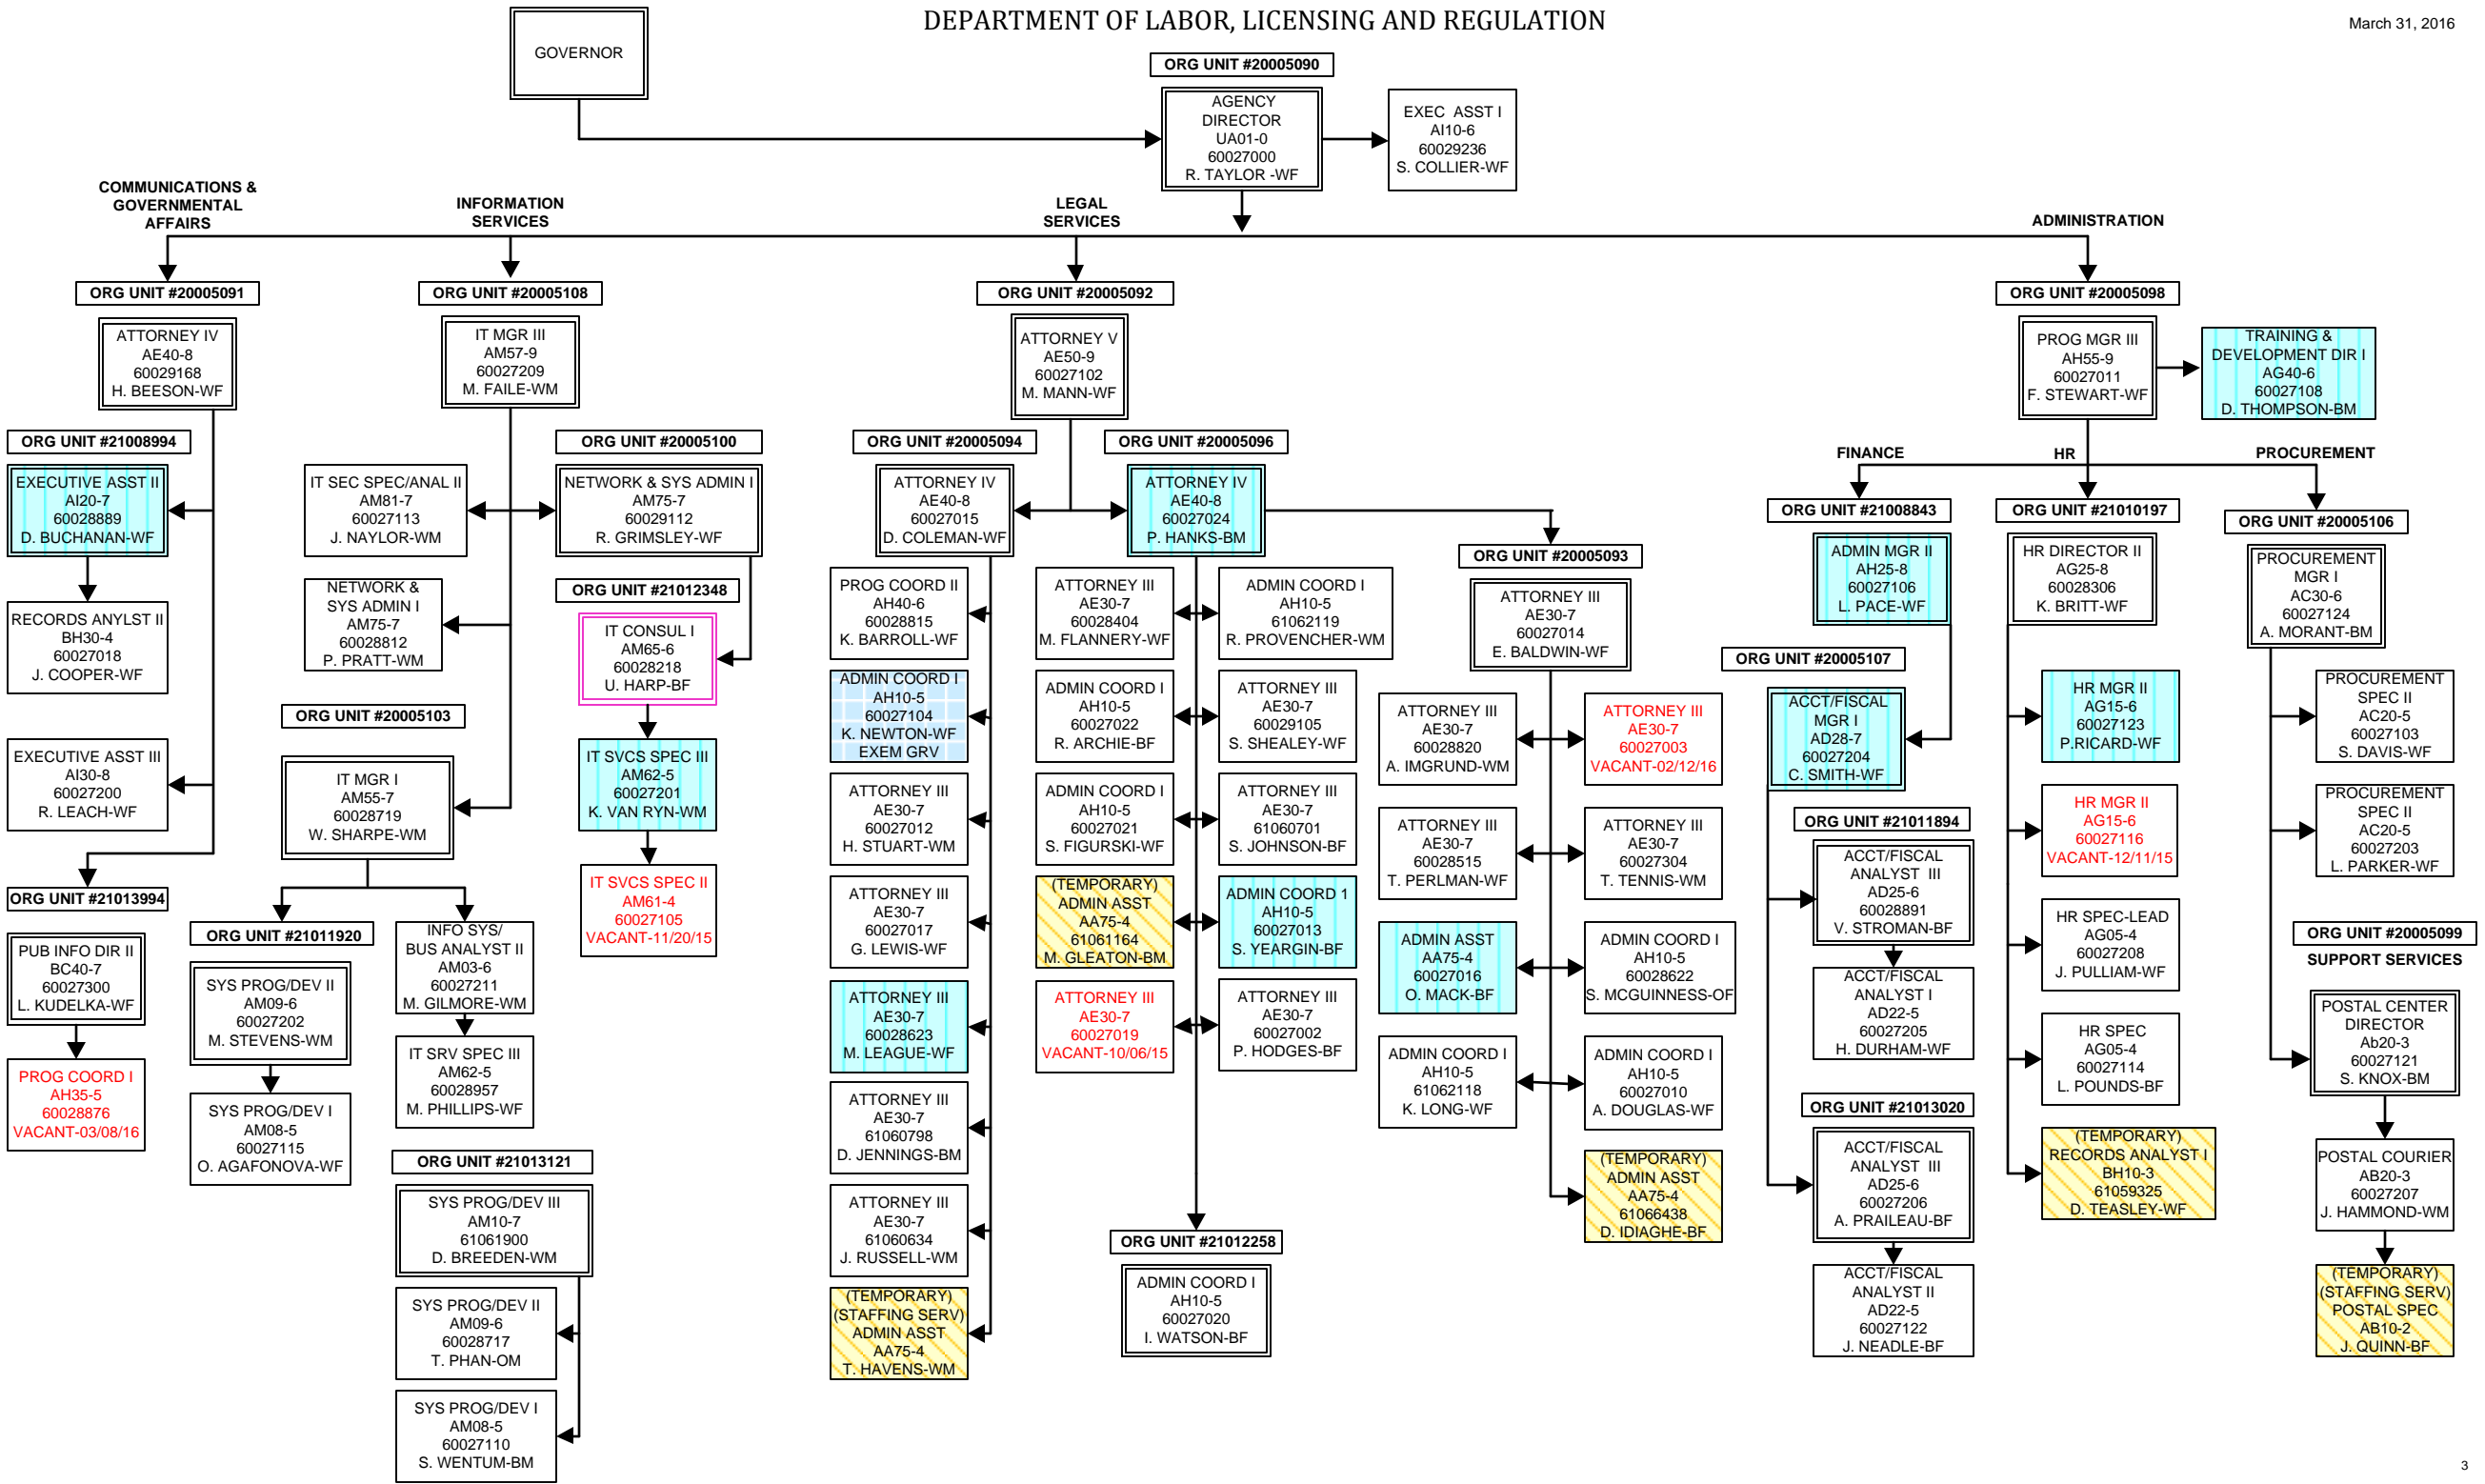 DEPARTMENT OF LABOR, LICENSING AND REGULATION
March 31, 2016
GOVERNOR
ORG UNIT #20005090
AGENCY
DIRECTOR
UA01-0
60027000
R. TAYLOR -WF
EXEC ASST I
AI10-6
60029236
S. COLLIER-WF
COMMUNICATIONS &
GOVERNMENTAL
AFFAIRS
INFORMATION
SERVICES
LEGAL
SERVICES
ADMINISTRATION
ORG UNIT #20005091
ATTORNEY IV
AE40-8
60029168
H. BEESON-WF
ORG UNIT #21008994
EXECUTIVE ASST II
AI20-7
60028889
D. BUCHANAN-WF
RECORDS ANYLST II
BH30-4
60027018
J. COOPER-WF
EXECUTIVE ASST III
AI30-8
60027200
R. LEACH-WF
ORG UNIT #21013994
PUB INFO DIR II
BC40-7
60027300
L. KUDELKA-WF
PROG COORD I
AH35-5
60028876
VACANT-03/08/16
ORG UNIT #20005108
IT MGR III
AM57-9
60027209
M. FAILE-WM
IT SEC SPEC/ANAL II
AM81-7
60027113
J. NAYLOR-WM
ORG UNIT #20005100
NETWORK & SYS ADMIN I
AM75-7
60029112
R. GRIMSLEY-WF
NETWORK &
SYS ADMIN I
AM75-7
60028812
P. PRATT-WM
ORG UNIT #21012348
IT CONSUL I
AM65-6
60028218
U. HARP-BF
IT SVCS SPEC III
AM62-5
60027201
K. VAN RYN-WM
IT SVCS SPEC II
AM61-4
60027105
VACANT-11/20/15
ORG UNIT #20005103
IT MGR I
AM55-7
60028719
W. SHARPE-WM
ORG UNIT #21011920
SYS PROG/DEV II
AM09-6
60027202
M. STEVENS-WM
SYS PROG/DEV I
AM08-5
60027115
O. AGAFONOVA-WF
INFO SYS/
BUS ANALYST II
AM03-6
60027211
M. GILMORE-WM
IT SRV SPEC III
AM62-5
60028957
M. PHILLIPS-WF
ORG UNIT #21013121
SYS PROG/DEV III
AM10-7
61061900
D. BREEDEN-WM
SYS PROG/DEV II
AM09-6
60028717
T. PHAN-OM
SYS PROG/DEV I
AM08-5
60027110
S. WENTUM-BM
ORG UNIT #20005092
ATTORNEY V
AE50-9
60027102
M. MANN-WF
ORG UNIT #20005094
ATTORNEY IV
AE40-8
60027015
D. COLEMAN-WF
PROG COORD II
AH40-6
60028815
K. BARROLL-WF
ADMIN COORD I
AH10-5
60027104
K. NEWTON-WF
EXEM GRV
ATTORNEY III
AE30-7
60027012
H. STUART-WM
ATTORNEY III
AE30-7
60027017
G. LEWIS-WF
ATTORNEY III
AE30-7
60028623
M. LEAGUE-WF
ATTORNEY III
AE30-7
61060798
D. JENNINGS-BM
ATTORNEY III
AE30-7
61060634
J. RUSSELL-WM
(TEMPORARY)
(STAFFING SERV)
ADMIN ASST
AA75-4
T. HAVENS-WM
ORG UNIT #20005096
ATTORNEY IV
AE40-8
60027024
P. HANKS-BM
ATTORNEY III
AE30-7
60028404
M. FLANNERY-WF
ADMIN COORD I
AH10-5
61062119
R. PROVENCHER-WM
ADMIN COORD I
AH10-5
60027022
R. ARCHIE-BF
ATTORNEY III
AE30-7
60029105
S. SHEALEY-WF
ADMIN COORD I
AH10-5
60027021
S. FIGURSKI-WF
ATTORNEY III
AE30-7
61060701
S. JOHNSON-BF
(TEMPORARY)
ADMIN ASST
AA75-4
61061164
M. GLEATON-BM
ADMIN COORD 1
AH10-5
60027013
S. YEARGIN-BF
ATTORNEY III
AE30-7
60027019
VACANT-10/06/15
ATTORNEY III
AE30-7
60027002
P. HODGES-BF
ORG UNIT #21012258
ADMIN COORD I
AH10-5
60027020
I. WATSON-BF
ORG UNIT #20005093
ATTORNEY III
AE30-7
60027014
E. BALDWIN-WF
ATTORNEY III
AE30-7
60028820
A. IMGRUND-WM
ATTORNEY III
AE30-7
60027003
VACANT-02/12/16
ATTORNEY III
AE30-7
60028515
T. PERLMAN-WF
ATTORNEY III
AE30-7
60027304
T. TENNIS-WM
ADMIN ASST
AA75-4
60027016
O. MACK-BF
ADMIN COORD I
AH10-5
60028622
S. MCGUINNESS-OF
ADMIN COORD I
AH10-5
61062118
K. LONG-WF
ADMIN COORD I
AH10-5
60027010
A. DOUGLAS-WF
(TEMPORARY)
ADMIN ASST
AA75-4
61066438
D. IDIAGHE-BF
ORG UNIT #20005098
PROG MGR III
AH55-9
60027011
F. STEWART-WF
TRAINING &
DEVELOPMENT DIR I
AG40-6
60027108
D. THOMPSON-BM
FINANCE
HR
PROCUREMENT
ORG UNIT #21008843
ADMIN MGR II
AH25-8
60027106
L. PACE-WF
ORG UNIT #20005107
ACCT/FISCAL
MGR I
AD28-7
60027204
C. SMITH-WF
ORG UNIT #21011894
ACCT/FISCAL
ANALYST III
AD25-6
60028891
V. STROMAN-BF
ACCT/FISCAL
ANALYST I
AD22-5
60027205
H. DURHAM-WF
ORG UNIT #21013020
ACCT/FISCAL
ANALYST III
AD25-6
60027206
A. PRAILEAU-BF
ACCT/FISCAL
ANALYST II
AD22-5
60027122
J. NEADLE-BF
ORG UNIT #21010197
HR DIRECTOR II
AG25-8
60028306
K. BRITT-WF
HR MGR II
AG15-6
60027123
P.RICARD-WF
HR MGR II
AG15-6
60027116
VACANT-12/11/15
HR SPEC-LEAD
AG05-4
60027208
J. PULLIAM-WF
HR SPEC
AG05-4
60027114
L. POUNDS-BF
(TEMPORARY)
RECORDS ANALYST I
BH10-3
61059325
D. TEASLEY-WF
ORG UNIT #20005106
PROCUREMENT
MGR I
AC30-6
60027124
A. MORANT-BM
PROCUREMENT
SPEC II
AC20-5
60027103
S. DAVIS-WF
PROCUREMENT
SPEC II
AC20-5
60027203
L. PARKER-WF
ORG UNIT #20005099
SUPPORT SERVICES
POSTAL CENTER
DIRECTOR
Ab20-3
60027121
S. KNOX-BM
POSTAL COURIER
AB20-3
60027207
J. HAMMOND-WM
(TEMPORARY)
(STAFFING SERV)
POSTAL SPEC
AB10-2
J. QUINN-BF
3